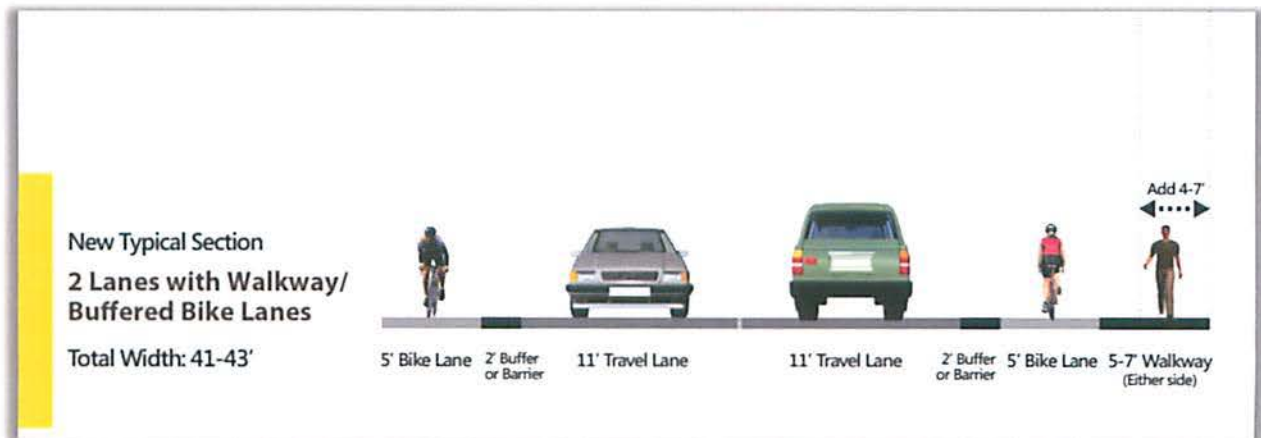 Add 4-7'
New Typical Section
2 Lanes with Walkway/
Buffered Bike Lanes
Total Width: 41-43'
5' Bike Lane
2' Buffer
or Barrier
11' Travel Lane
11' Travel Lane
2' Buffer
or Barrier
5' Bike Lane
5-7' Walkway
(Either side)